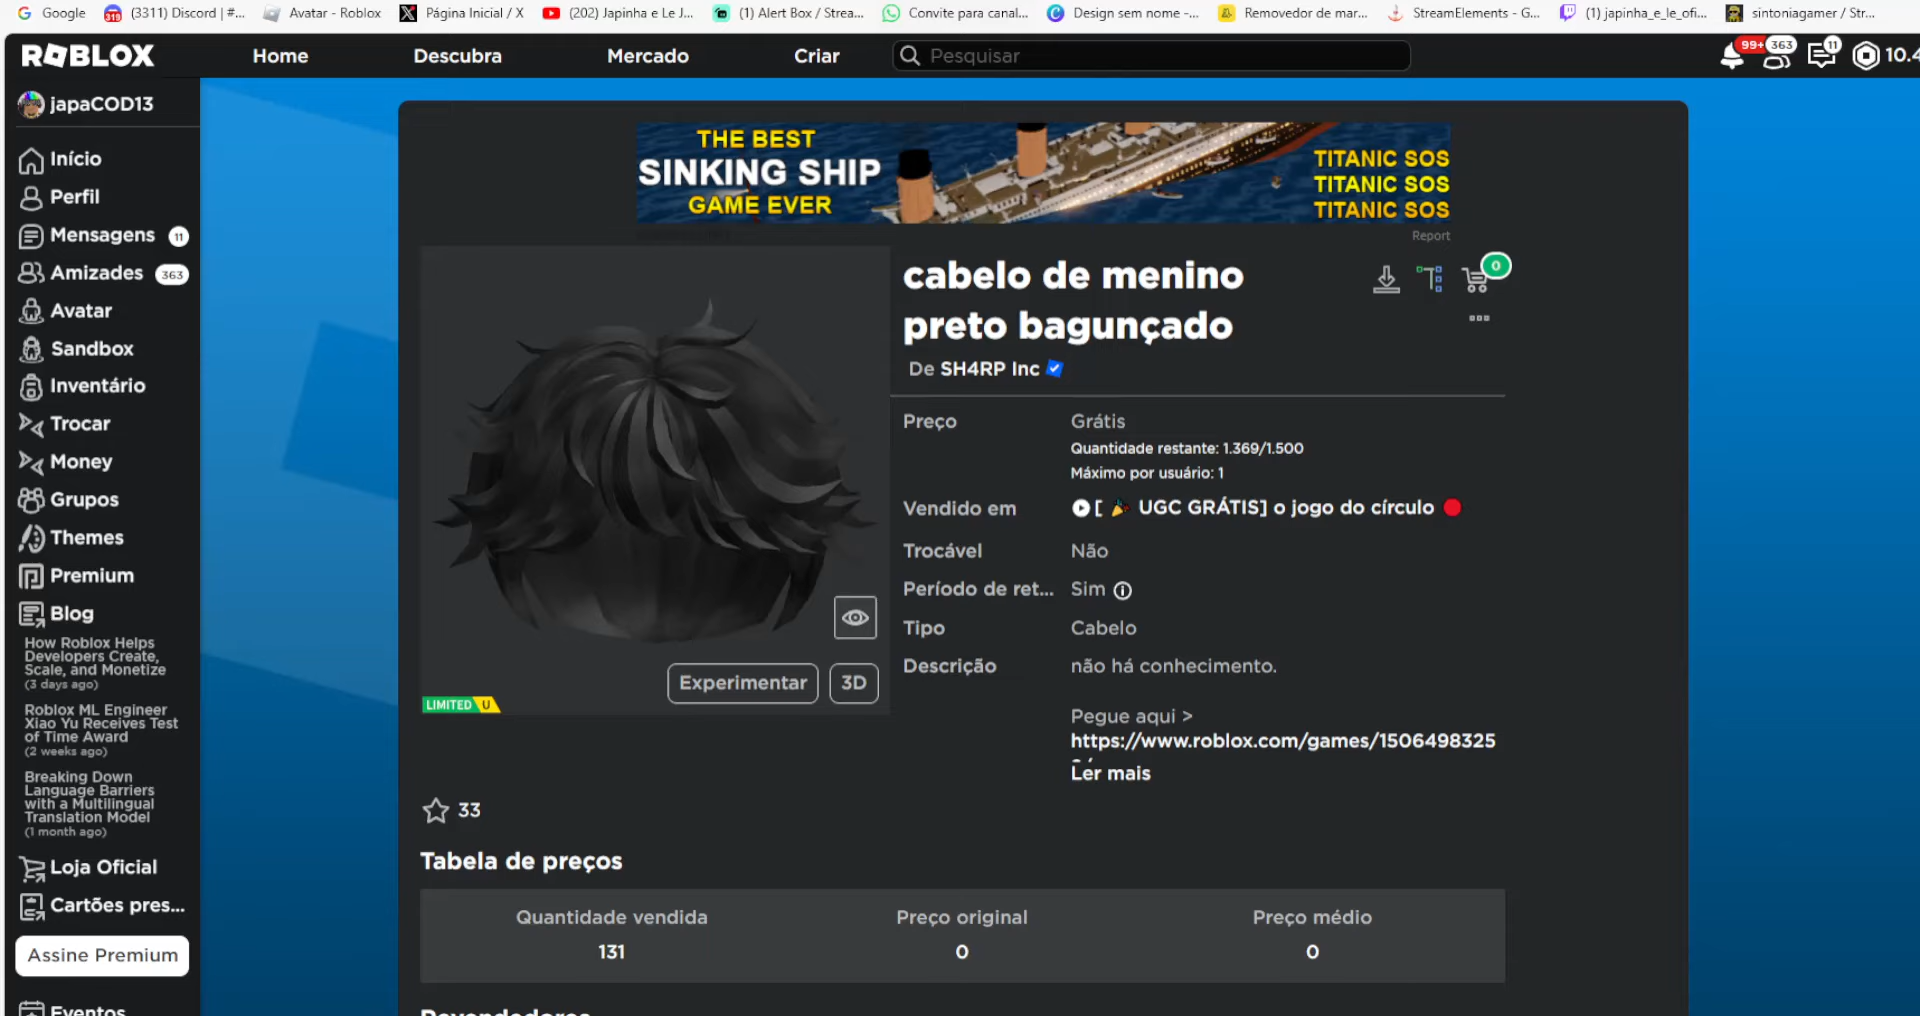 Google
319
(3311) Discord | #...
Avatar - Roblox
Página Inicial / X
(202) Japinha e Le J...
(1) Alert Box / Strea...
Convite para canal...
Design sem nome -...
Removedor de mar...
StreamElements - G...
(1) japinha_e_le_ofi...
sintoniagamer / Str...
ROBLOX
Home
Descubra
Mercado
Criar
Pesquisar
99+
363
11
10.4
japaCOD13
Início
Perfil
Mensagens 11
Amizades 363
Avatar
Sandbox
Inventário
Trocar
Money
Grupos
Themes
Premium
Blog
How Roblox Helps
Developers Create,
Scale, and Monetize
(3 days ago)
Roblox ML Engineer
Xiao Yu Receives Test
of Time Award
(2 weeks ago)
Breaking Down
Language Barriers
with a Multilingual
Translation Model
(1 month ago)
Loja Oficial
Cartões pres...
Assine Premium
Eventos
THE BEST
SINKING SHIP
GAME EVER
TITANIC SOS
TITANIC SOS
TITANIC SOS
Report
cabelo de menino
preto bagunçado
0
De SH4RP Inc
Preço Grátis
Quantidade restante: 1.369/1.500
Máximo por usuário: 1
Vendido em [ UGC GRÁTIS] o jogo do círculo
Trocável Não
Período de ret... Sim
Tipo Cabelo
Descrição não há conhecimento.
Pegue aqui >
https://www.roblox.com/games/1506498325
Ler mais
Experimentar
3D
LIMITED U
33
Tabela de preços
Quantidade vendida Preço original Preço médio
131 0 0
Revendedores